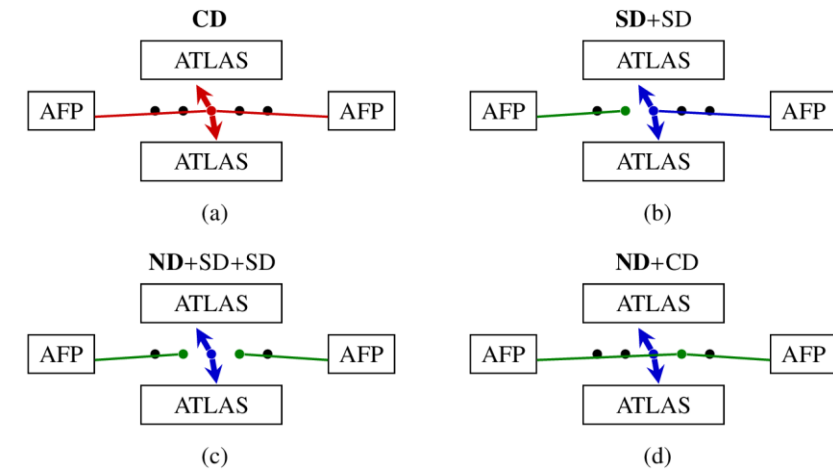 CD
ATLAS
AFP AFP
ATLAS
(a)
SD+SD
ATLAS
AFP AFP
ATLAS
(b)
ND+SD+SD
ATLAS
AFP AFP
ATLAS
(c)
ND+CD
ATLAS
AFP AFP
ATLAS
(d)